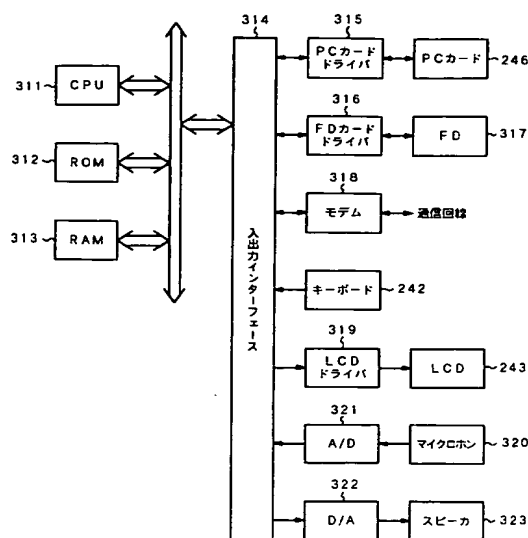 314
315
PCカード
ドライバ
PCカード
246
311
CPU
316
FDカード
ドライバ
FD
317
312
ROM
318
モデム
通信回線
313
RAM
入出力インターフェース
キーボード
242
319
LCD
ドライバ
LCD
243
321
A/D
マイクロホン
320
322
D/A
スピーカ
323